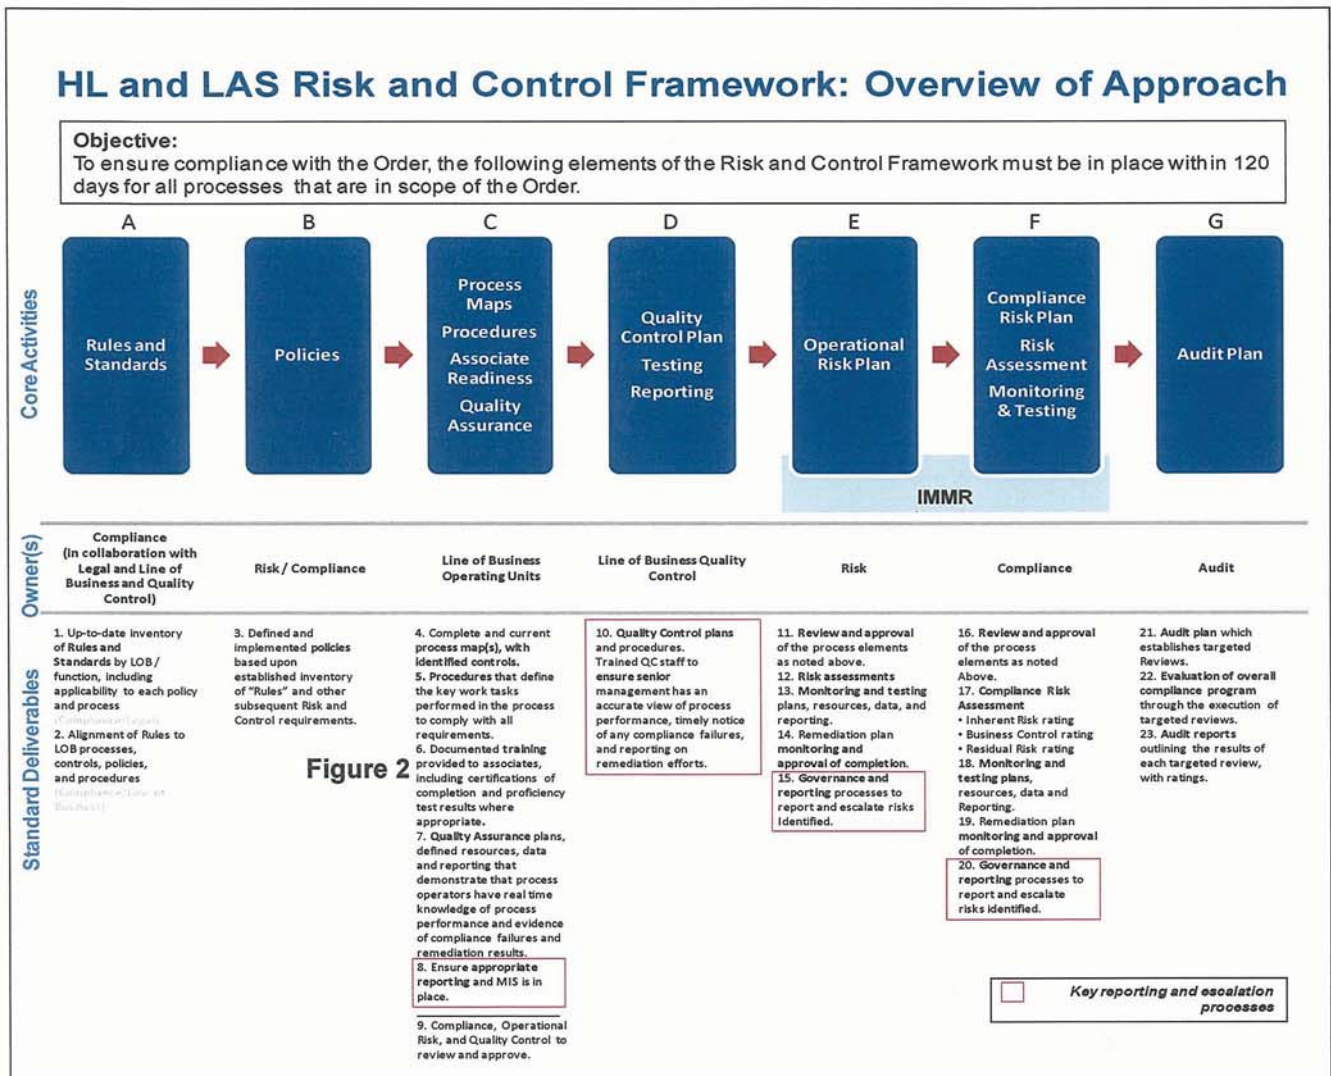 HL and LAS Risk and Control Framework: Overview of Approach
Objective:
To ensure compliance with the Order, the following elements of the Risk and Control Framework must be in place within 120
days for all processes that are in scope of the Order.
A
B
C
D
E
F
G
Core Activities
Rules and
Standards
Policies
Process
Maps
Procedures
Associate
Readiness
Quality
Assurance
Quality
Control Plan
Testing
Reporting
Operational
Risk Plan
Compliance
Risk Plan
Risk
Assessment
Monitoring
& Testing
Audit Plan
IMMR
Owner(s)
Compliance
(In collaboration with
Legal and Line of
Business and Quality
Control)
Risk / Compliance
Line of Business
Operating Units
Line of Business Quality
Control
Risk
Compliance
Audit
Standard Deliverables
1. Up-to-date inventory
of Rules and
Standards by LOB /
function, including
applicability to each policy
and process
(Compliance/Legal)
2. Alignment of Rules to
LOB processes,
controls, policies,
and procedures
(Compliance/Line of
Business)
3. Defined and
implemented policies
based upon
established inventory
of "Rules" and other
subsequent Risk and
Control requirements.
Figure 2
4. Complete and current
process map(s), with
identified controls.
5. Procedures that define
the key work tasks
performed in the process
to comply with all
requirements.
6. Documented training
provided to associates,
including certifications of
completion and proficiency
test results where
appropriate.
7. Quality Assurance plans,
defined resources, data
and reporting that
demonstrate that process
operators have real time
knowledge of process
performance and evidence
of compliance failures and
remediation results.
8. Ensure appropriate
reporting and MIS is in
place.
9. Compliance, Operational
Risk, and Quality Control to
review and approve.
10. Quality Control plans
and procedures.
Trained QC staff to
ensure senior
management has an
accurate view of process
performance, timely notice
of any compliance failures,
and reporting on
remediation efforts.
11. Review and approval
of the process elements
as noted above.
12. Risk assessments
13. Monitoring and testing
plans, resources, data, and
reporting.
14. Remediation plan
monitoring and
approval of completion.
15. Governance and
reporting processes to
report and escalate risks
Identified.
16. Review and approval
of the process
elements as noted
Above.
17. Compliance Risk
Assessment
• Inherent Risk rating
• Business Control rating
• Residual Risk rating
18. Monitoring and
testing plans,
resources, data and
Reporting.
19. Remediation plan
monitoring and approval
of completion.
20. Governance and
reporting processes to
report and escalate
risks identified.
21. Audit plan which
establishes targeted
Reviews.
22. Evaluation of overall
compliance program
through the execution of
targeted reviews.
23. Audit reports
outlining the results of
each targeted review,
with ratings.
Key reporting and escalation
processes